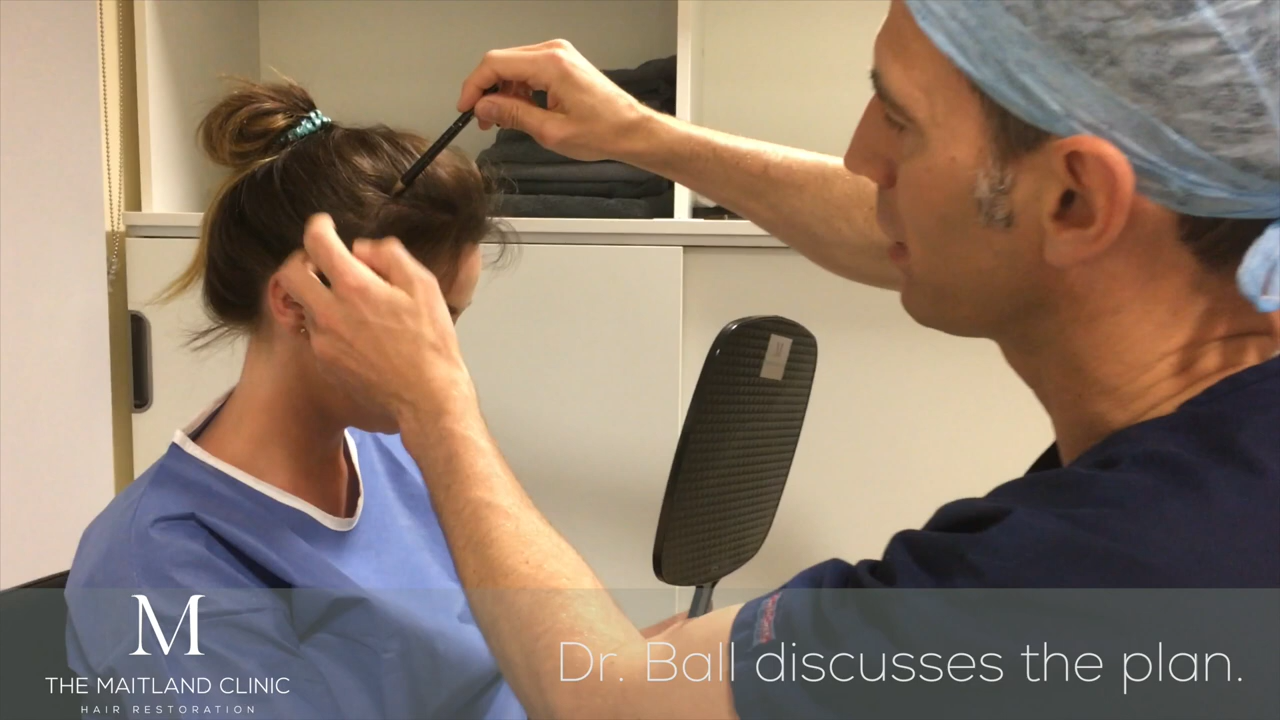 M
THE MAITLAND CLINIC
HAIR RESTORATION
Dr. Ball discusses the plan.